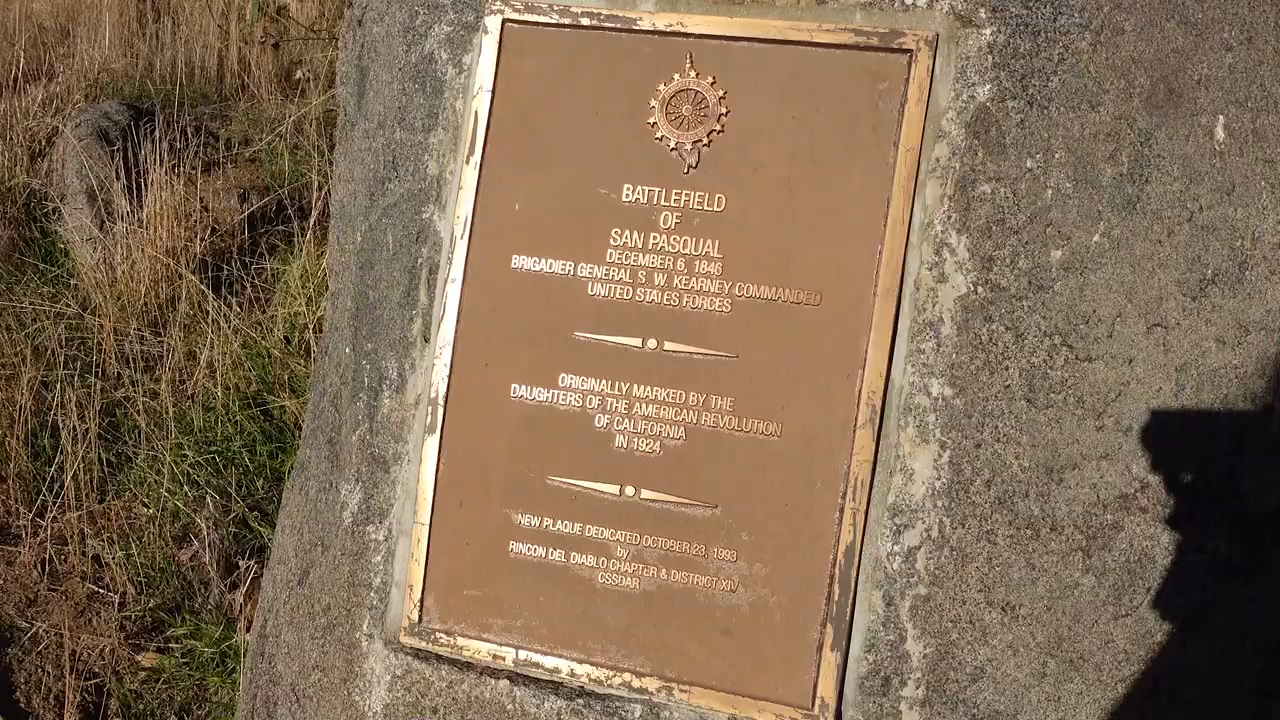 BATTLEFIELD
OF
SAN PASQUAL
DECEMBER 6, 1846
BRIGADIER GENERAL S. W. KEARNEY COMMANDED
UNITED STATES FORCES
ORIGINALLY MARKED BY THE
DAUGHTERS OF THE AMERICAN REVOLUTION
OF CALIFORNIA
IN 1924
NEW PLAQUE DEDICATED OCTOBER 23, 1993
by
RINCON DEL DIABLO CHAPTER & DISTRICT XIV
CSSDAR